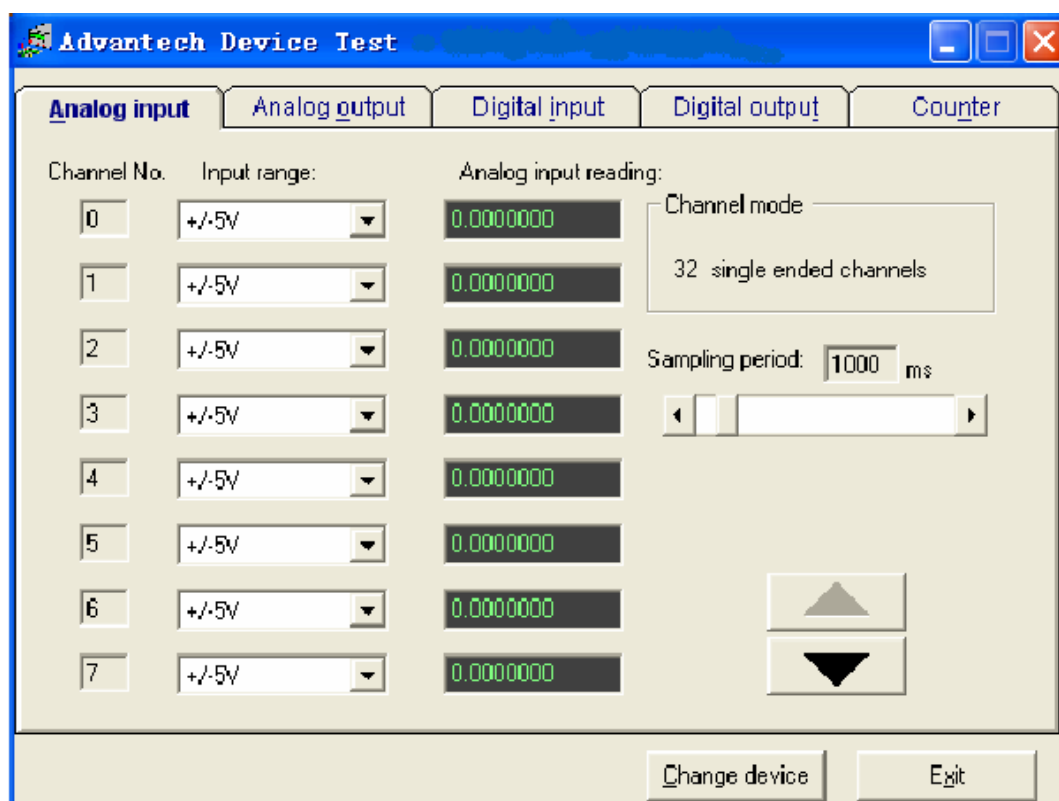 Advantech Device Test
Analog input Analog output Digital input Digital output Counter
Channel No. Input range: Analog input reading:
0 +/-5V 0.0000000
Channel mode
32 single ended channels
1 +/-5V 0.0000000
2 +/-5V 0.0000000
Sampling period: 1000 ms
3 +/-5V 0.0000000
4 +/-5V 0.0000000
5 +/-5V 0.0000000
6 +/-5V 0.0000000
7 +/-5V 0.0000000
Change device Exit